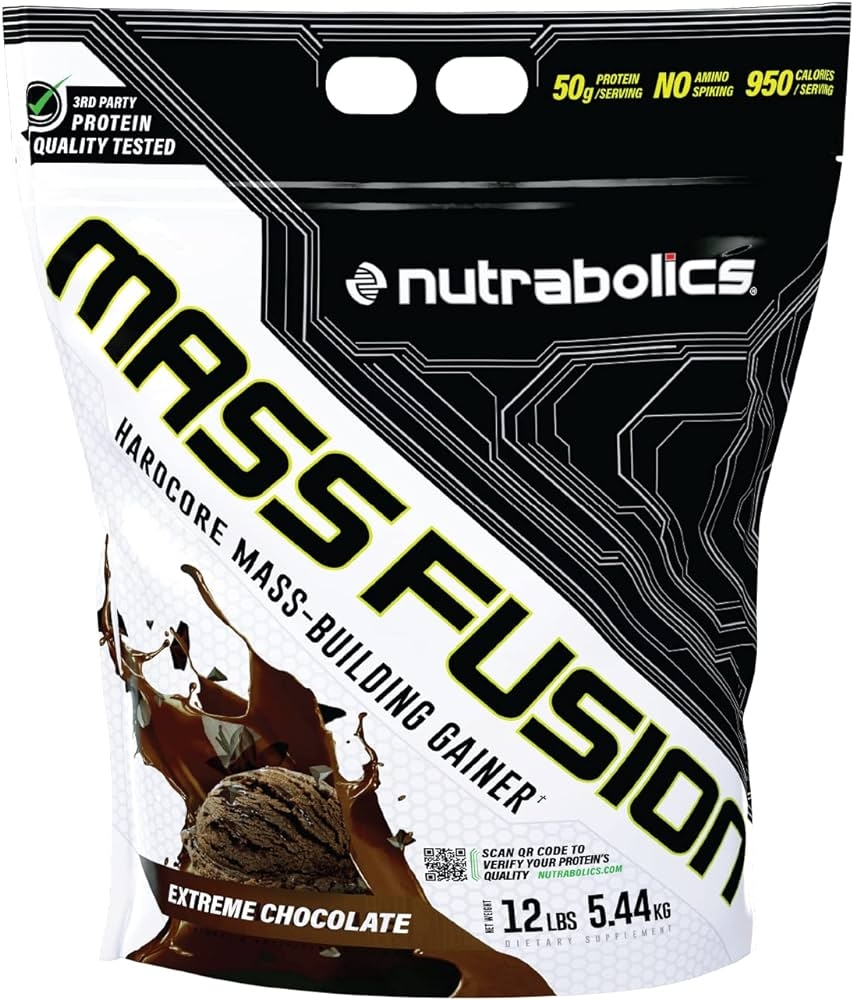 3RD PARTY
PROTEIN
QUALITY TESTED
50g PROTEIN /SERVING NO AMINO SPIKING 950 CALORIES /SERVING
nutrabolics®
MASS FUSION
HARDCORE MASS-BUILDING GAINER†
SCAN QR CODE TO
VERIFY YOUR PROTEIN'S
QUALITY NUTRABOLICS.COM
EXTREME CHOCOLATE
NET WEIGHT 12 LBS 5.44 KG
DIETARY SUPPLEMENT